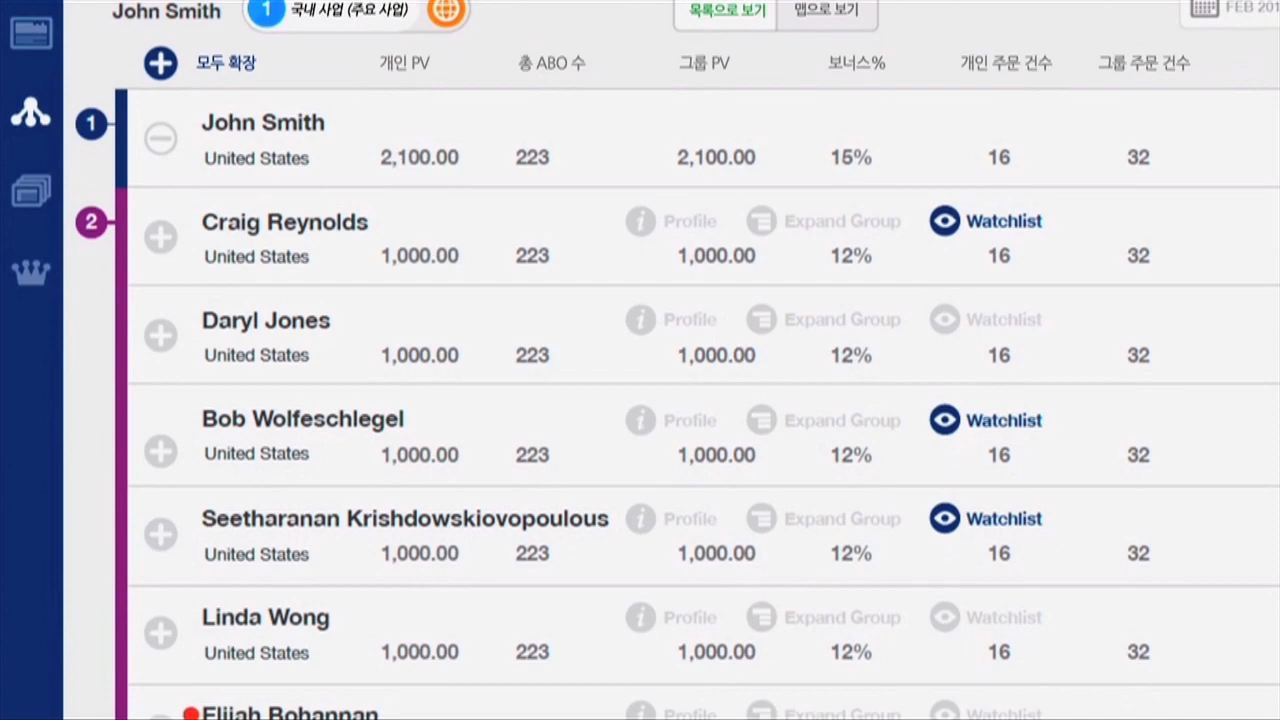 John Smith 1 국내 사업 (주요 사업) 목록으로 보기 맵으로 보기 FEB 201
모두 확장 개인 PV 총 ABO 수 그룹 PV 보너스% 개인 주문 건수 그룹 주문 건수
1 John Smith
United States 2,100.00 223 2,100.00 15% 16 32
2 Craig Reynolds Profile Expand Group Watchlist
United States 1,000.00 223 1,000.00 12% 16 32
Daryl Jones Profile Expand Group Watchlist
United States 1,000.00 223 1,000.00 12% 16 32
Bob Wolfeschlegel Profile Expand Group Watchlist
United States 1,000.00 223 1,000.00 12% 16 32
Seetharanan Krishdowskiovopoulous Profile Expand Group Watchlist
United States 1,000.00 223 1,000.00 12% 16 32
Linda Wong Profile Expand Group Watchlist
United States 1,000.00 223 1,000.00 12% 16 32
Elijah Bohannan Profile Expand Group Watchlist